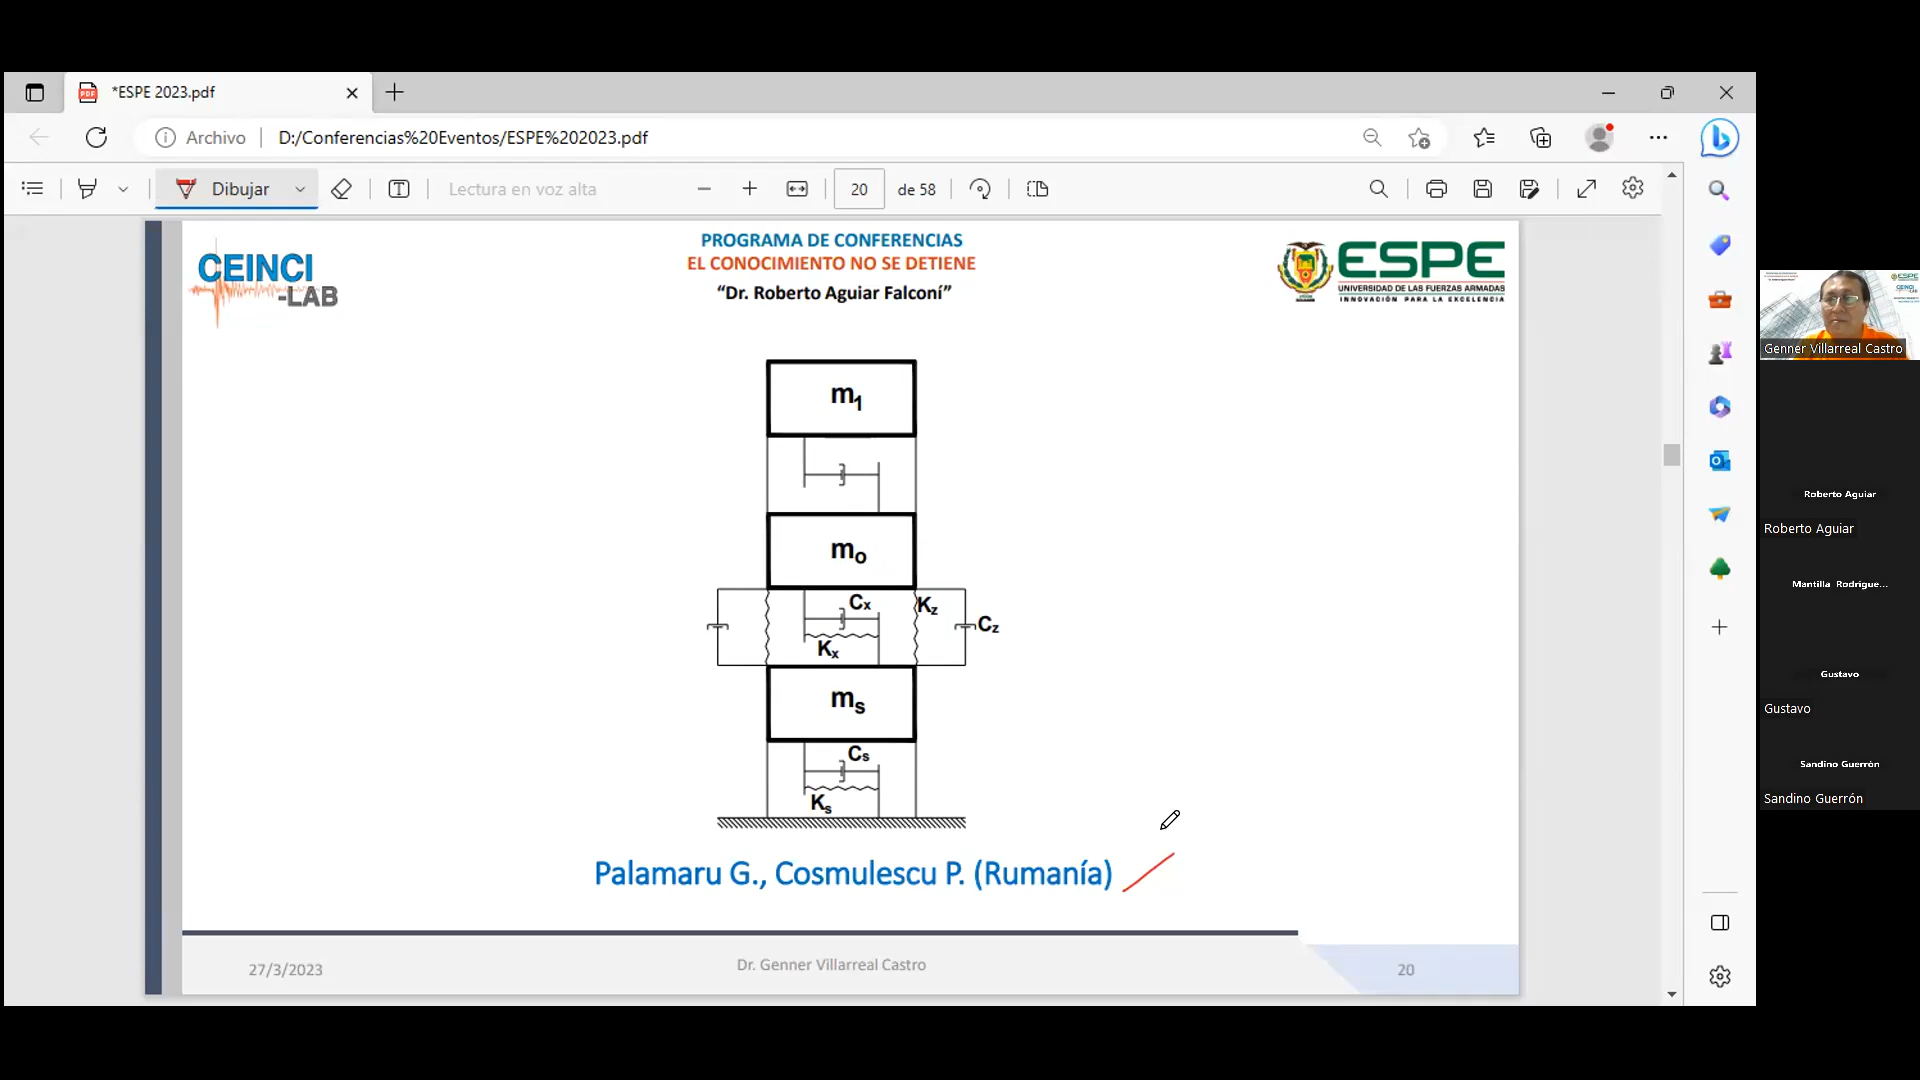 *ESPE 2023.pdf
Archivo
D:/Conferencias%20Eventos/ESPE%202023.pdf
Dibujar
Lectura en voz alta
20
de 58
CEINCI
-LAB
PROGRAMA DE CONFERENCIAS
EL CONOCIMIENTO NO SE DETIENE
“Dr. Roberto Aguiar Falconí”
ESPE
UNIVERSIDAD DE LAS FUERZAS ARMADAS
INNOVACIÓN PARA LA EXCELENCIA
m1
mo
Cx
Kz
Cz
Kx
ms
Cs
Ks
Palamaru G., Cosmulescu P. (Rumanía)
27/3/2023
Dr. Genner Villarreal Castro
20
Genner Villarreal Castro
Roberto Aguiar
Roberto Aguiar
Mantilla Rodrigue...
Gustavo
Gustavo
Sandino Guerrón
Sandino Guerrón